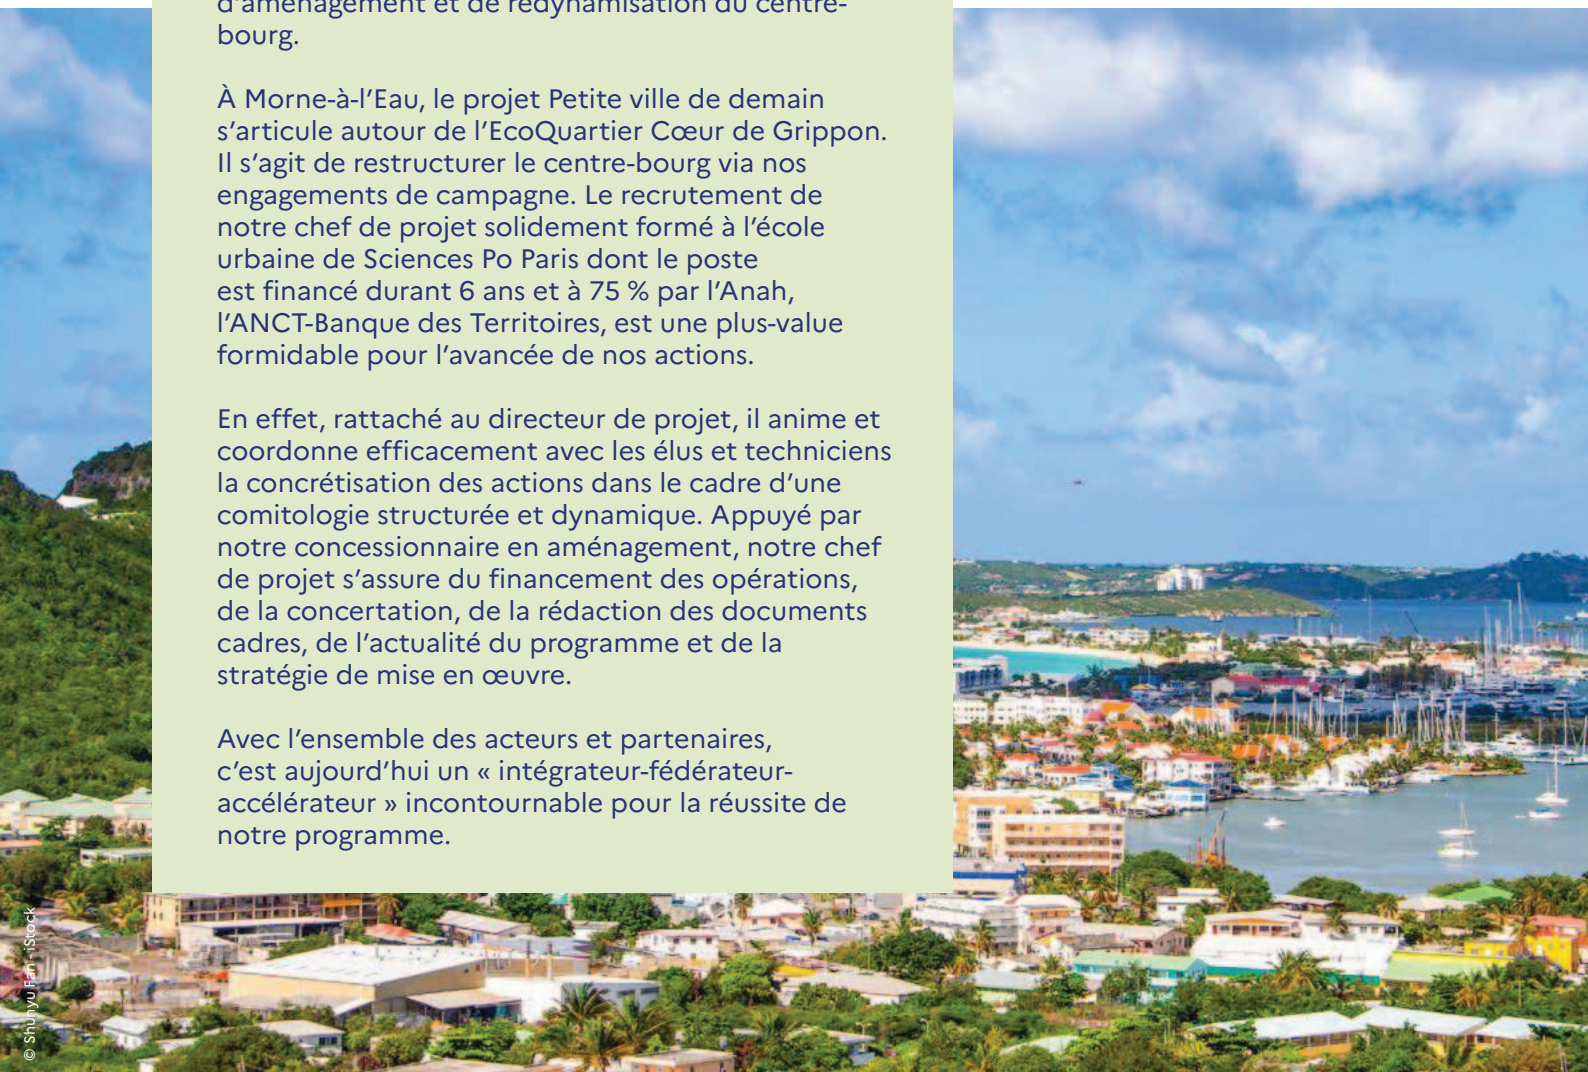 d'aménagement et de redynamisation du centre-
bourg.
À Morne-à-l'Eau, le projet Petite ville de demain
s'articule autour de l'EcoQuartier Cœur de Grippon.
Il s'agit de restructurer le centre-bourg via nos
engagements de campagne. Le recrutement de
notre chef de projet solidement formé à l'école
urbaine de Sciences Po Paris dont le poste
est financé durant 6 ans et à 75 % par l'Anah,
l'ANCT-Banque des Territoires, est une plus-value
formidable pour l'avancée de nos actions.
En effet, rattaché au directeur de projet, il anime et
coordonne efficacement avec les élus et techniciens
la concrétisation des actions dans le cadre d'une
comitologie structurée et dynamique. Appuyé par
notre concessionnaire en aménagement, notre chef
de projet s'assure du financement des opérations,
de la concertation, de la rédaction des documents
cadres, de l'actualité du programme et de la
stratégie de mise en œuvre.
Avec l'ensemble des acteurs et partenaires,
c'est aujourd'hui un « intégrateur-fédérateur-
accélérateur » incontournable pour la réussite de
notre programme.
© Shunyu Fan - iStock